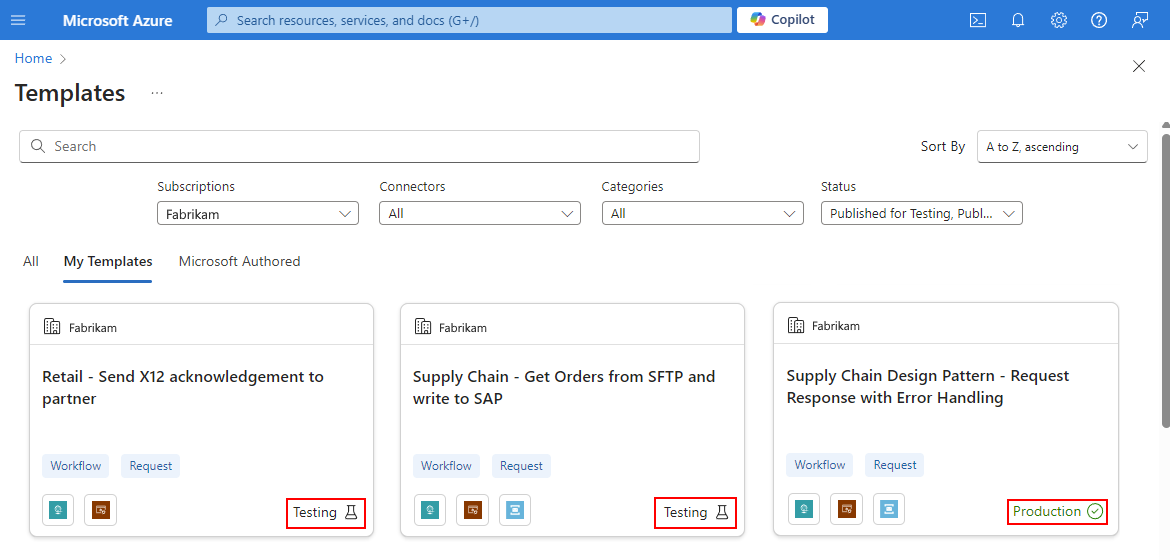 Microsoft Azure
Search resources, services, and docs (G+/)
Copilot
Home
Templates
Search
Sort By
A to Z, ascending
Subscriptions
Connectors
Categories
Status
Fabrikam
All
All
Published for Testing, Publ...
All
My Templates
Microsoft Authored
Fabrikam
Retail - Send X12 acknowledgement to
partner
Workflow
Request
Testing
Fabrikam
Supply Chain - Get Orders from SFTP and
write to SAP
Workflow
Request
Testing
Fabrikam
Supply Chain Design Pattern - Request
Response with Error Handling
Workflow
Request
Production